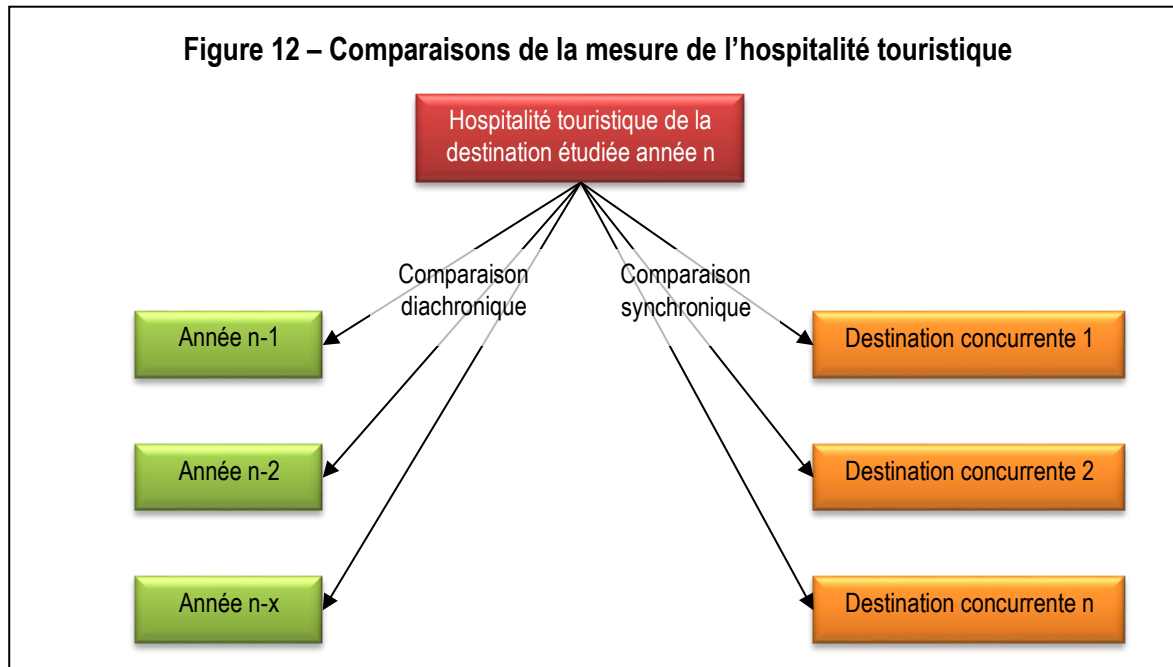 Figure 12 – Comparaisons de la mesure de l’hospitalité touristique
Hospitalité touristique de la
destination étudiée année n
Comparaison
diachronique
Comparaison
synchronique
Année n-1
Destination concurrente 1
Année n-2
Destination concurrente 2
Année n-x
Destination concurrente n